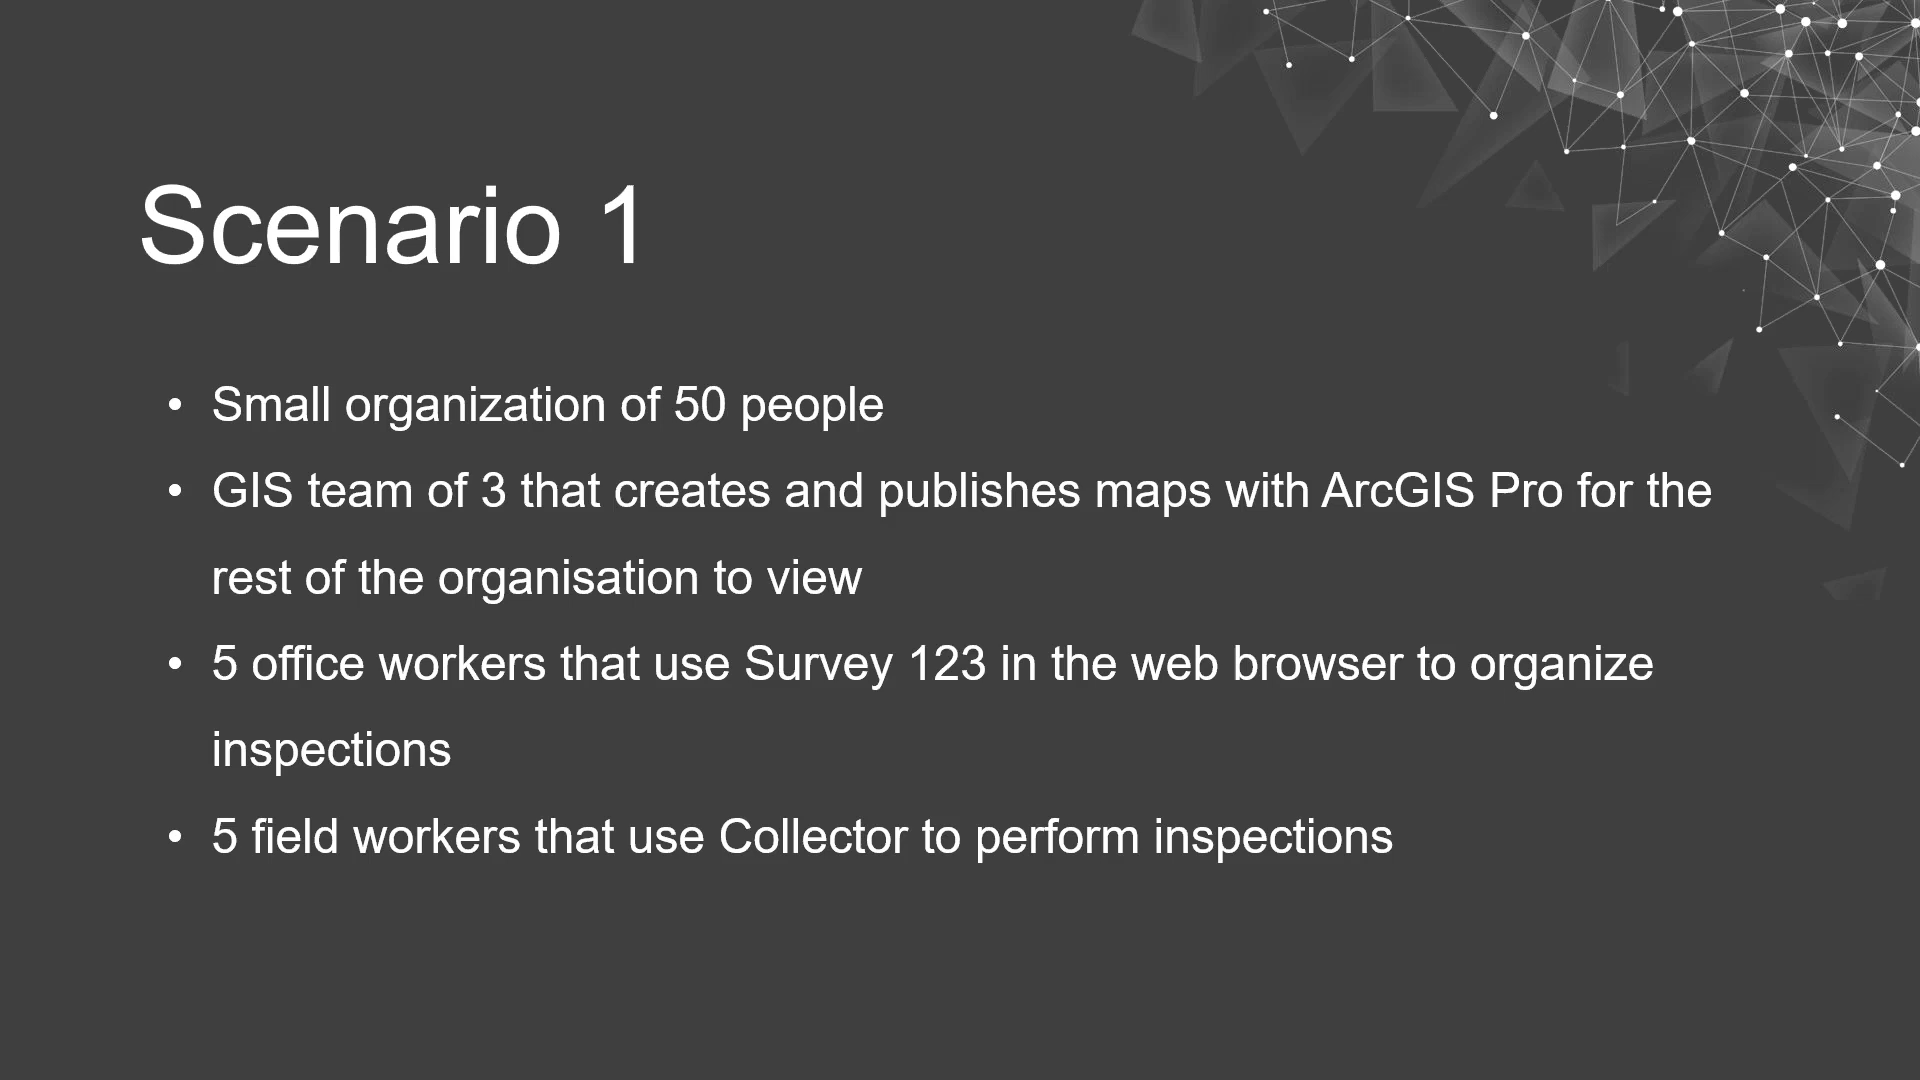 Scenario 1
• Small organization of 50 people
• GIS team of 3 that creates and publishes maps with ArcGIS Pro for the
rest of the organisation to view
• 5 office workers that use Survey 123 in the web browser to organize
inspections
• 5 field workers that use Collector to perform inspections